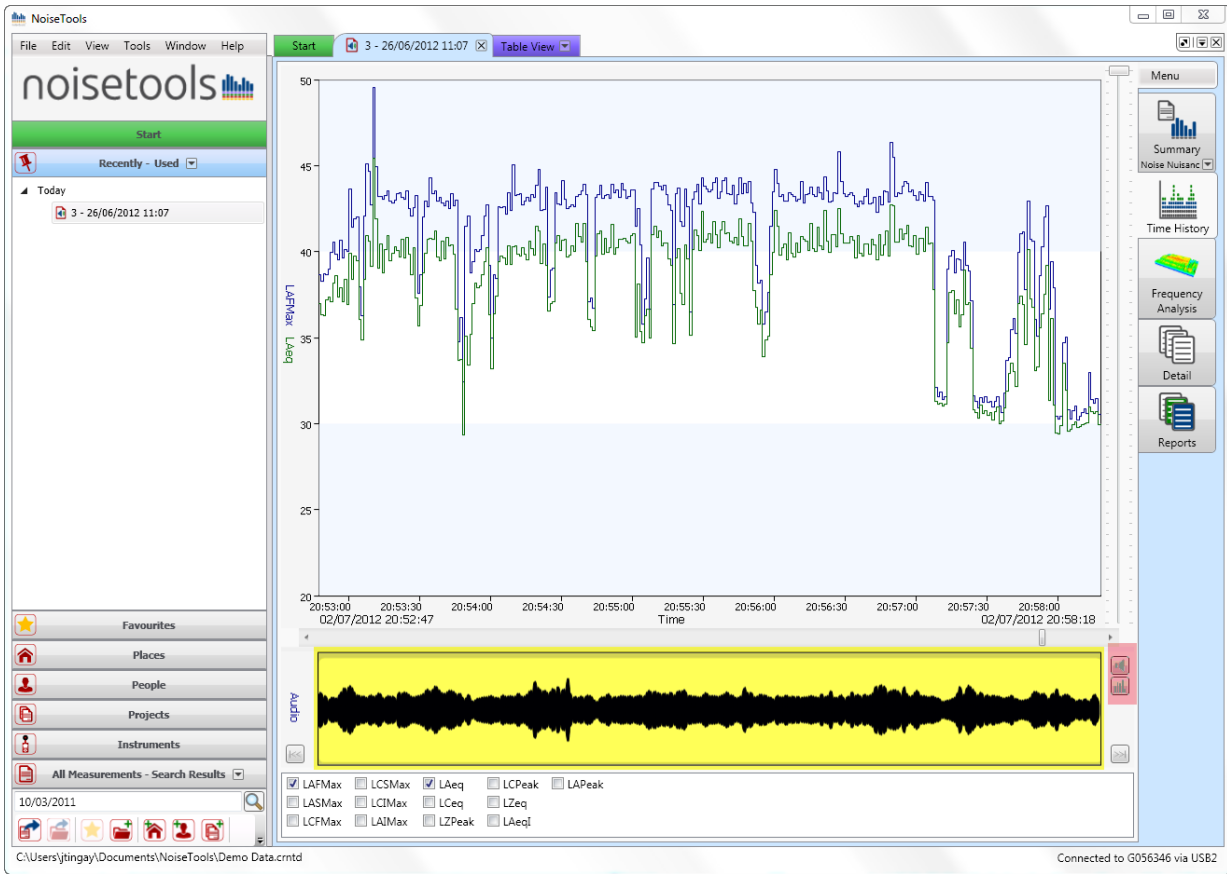 NoiseTools
File Edit View Tools Window Help
noisetools
Start
Recently - Used
Today
3 - 26/06/2012 11:07
Favourites
Places
People
Projects
Instruments
All Measurements - Search Results
10/03/2011
C:\Users\jtingay\Documents\NoiseTools\Demo Data.crntd
Start
3 - 26/06/2012 11:07
Table View
50
45
40
35
30
25
20
LAFMax LAeq
20:53:00 20:53:30 20:54:00 20:54:30 20:55:00 20:55:30 20:56:00 20:56:30 20:57:00 20:57:30 20:58:00
02/07/2012 20:52:47 Time 02/07/2012 20:58:18
Audio
LAFMax LCSMax LAeq LCPeak LAPeak
LASMax LCIMax LCeq LZeq
LCFMax LAIMax LZPeak LAeqI
Menu
Summary
Noise Nuisanc
Time History
Frequency
Analysis
Detail
Reports
Connected to G056346 via USB2